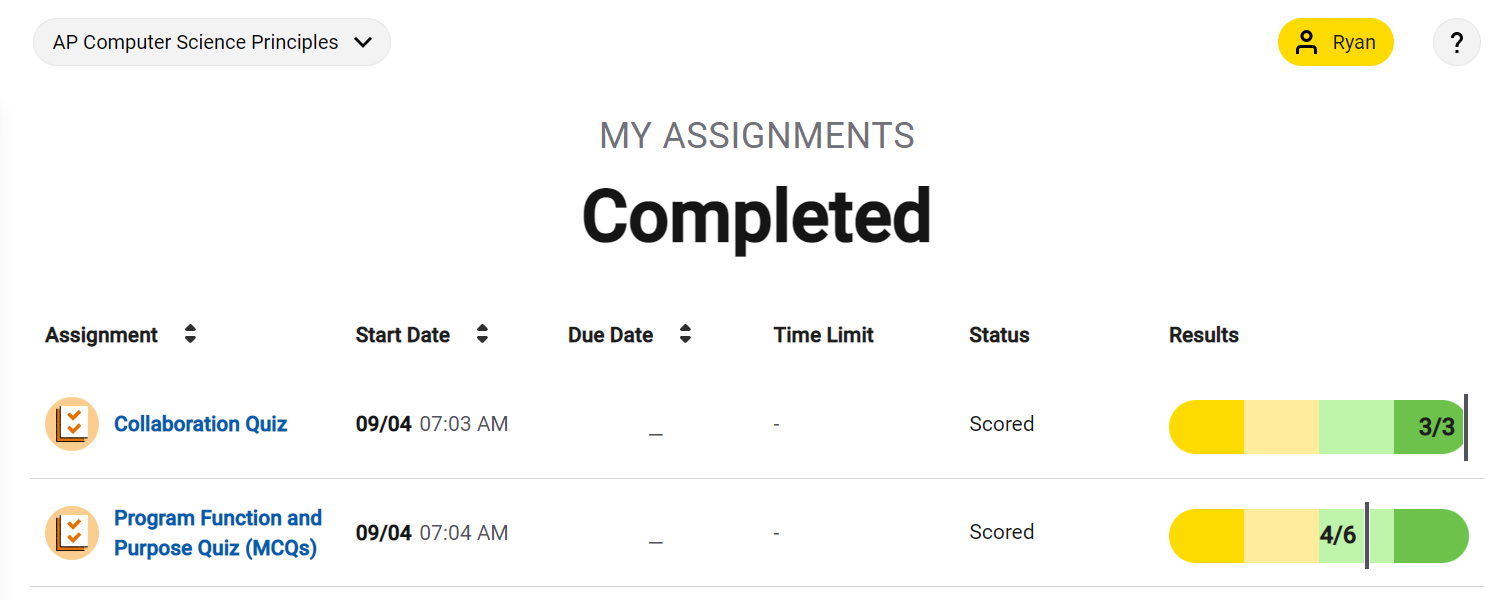 AP Computer Science Principles
Ryan
?
MY ASSIGNMENTS
Completed
Assignment Start Date Due Date Time Limit Status Results
Collaboration Quiz 09/04 07:03 AM _ - Scored 3/3
Program Function and
Purpose Quiz (MCQs) 09/04 07:04 AM _ - Scored 4/6